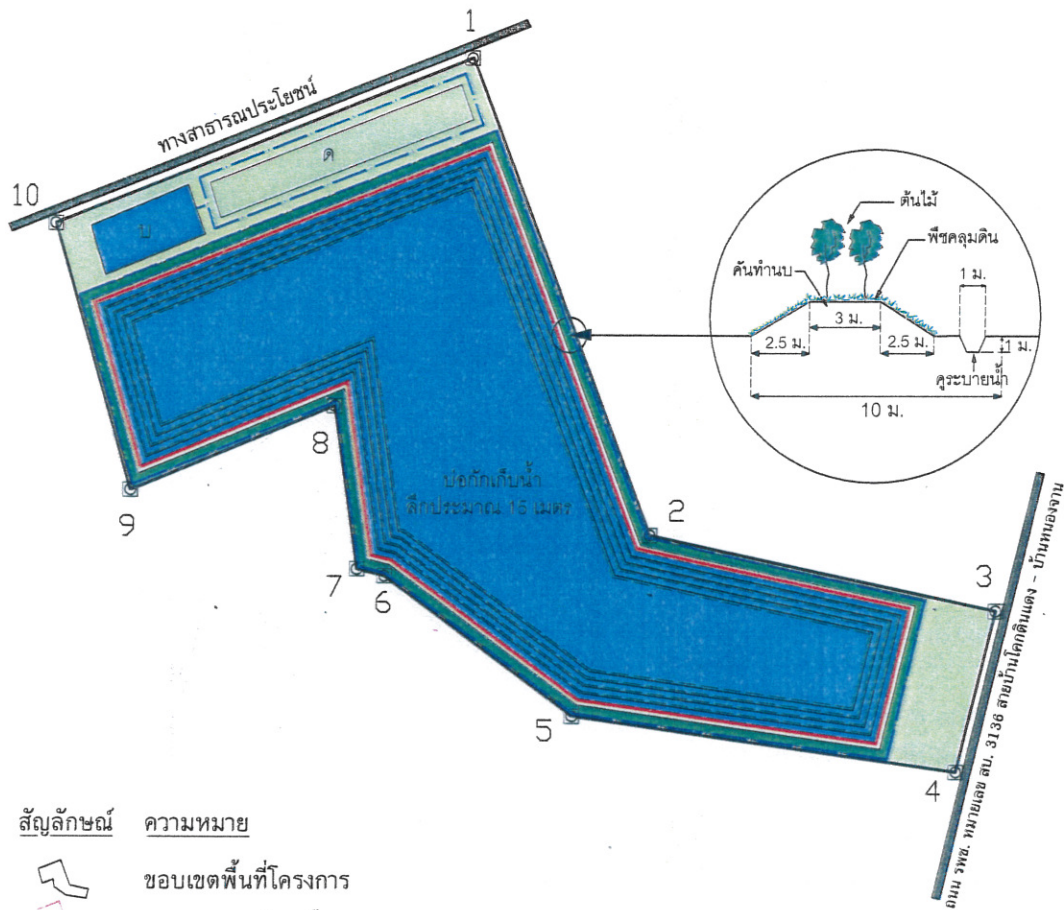 1
ทางสาธารณประโยชน์
10
ค
บ
ต้นไม้
พืชคลุมดิน
คันทำนบ
1 ม.
3 ม.
2.5 ม.
2.5 ม.
1 ม.
คูระบายน้ำ
10 ม.
8
9
บ่อกักเก็บน้ำ
ลึกประมาณ 15 เมตร
2
3
7
6
5
4
ถนน รพช. หมายเลข สบ. 3136 สายบ้านโคกดินแดง - บ้านหนองจาน
สัญลักษณ์ ความหมาย
ขอบเขตพื้นที่โครงการ